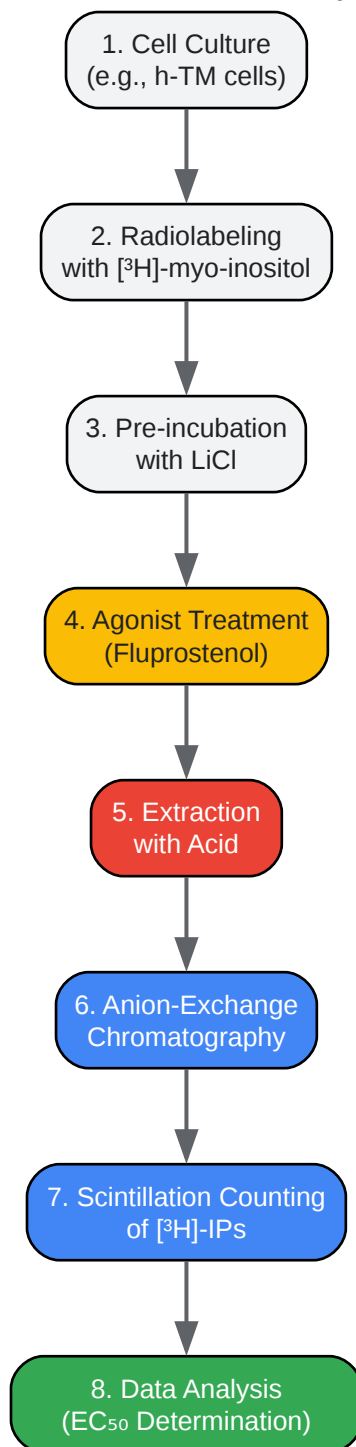 1. Cell Culture
(e.g., h-TM cells)
2. Radiolabeling
with [³H]-myo-inositol
3. Pre-incubation
with LiCl
4. Agonist Treatment
(Fluprostenol)
5. Extraction
with Acid
6. Anion-Exchange
Chromatography
7. Scintillation Counting
of [³H]-IPs
8. Data Analysis
(EC₅₀ Determination)